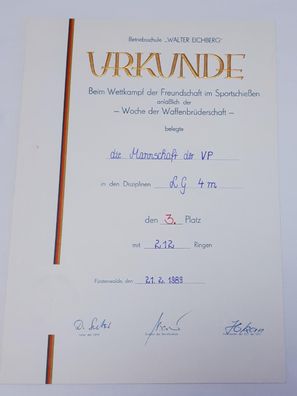 Betriebsschule „WALTER EICHBERG"
URKUNDE
Beim Wettkampf der Freundschaft im Sportschießen
anläßlich der
— Woche der Waffenbrüderschaft —
belegte
die Mannschaft der VP
in den Disziplinen LG 4m
den 3. Platz
mit 212 Ringen
Fürstenwalde, den 21. 2. 1989